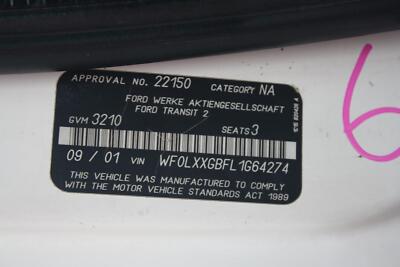 APPROVAL NO. 22150 CATEGORY NA
FORD WERKE AKTIENGESELLSCHAFT
FORD TRANSIT 2
GVM 3210 SEATS 3
09 / 01 VIN WF0LXXGBFL1G64274
THIS VEHICLE WAS MANUFACTURED TO COMPLY
WITH THE MOTOR VEHICLE STANDARDS ACT 1989
6